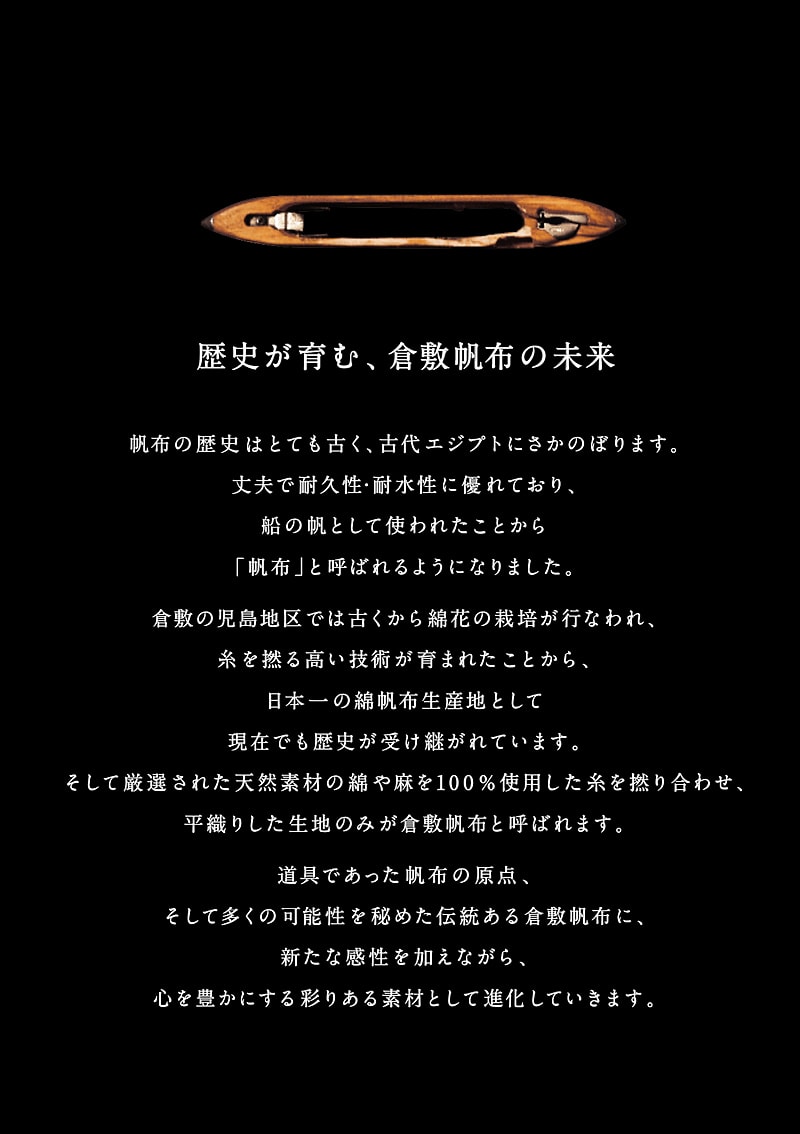 歴史が育む、倉敷帆布の未来
帆布の歴史はとても古く、古代エジプトにさかのぼります。
丈夫で耐久性・耐水性に優れており、
船の帆として使われたことから
「帆布」と呼ばれるようになりました。
倉敷の児島地区では古くから綿花の栽培が行なわれ、
糸を撚る高い技術が育まれたことから、
日本一の綿帆布生産地として
現在でも歴史が受け継がれています。
そして厳選された天然素材の綿や麻を100％使用した糸を撚り合わせ、
平織りした生地のみが倉敷帆布と呼ばれます。
道具であった帆布の原点、
そして多くの可能性を秘めた伝統ある倉敷帆布に、
新たな感性を加えながら、
心を豊かにする彩りある素材として進化していきます。